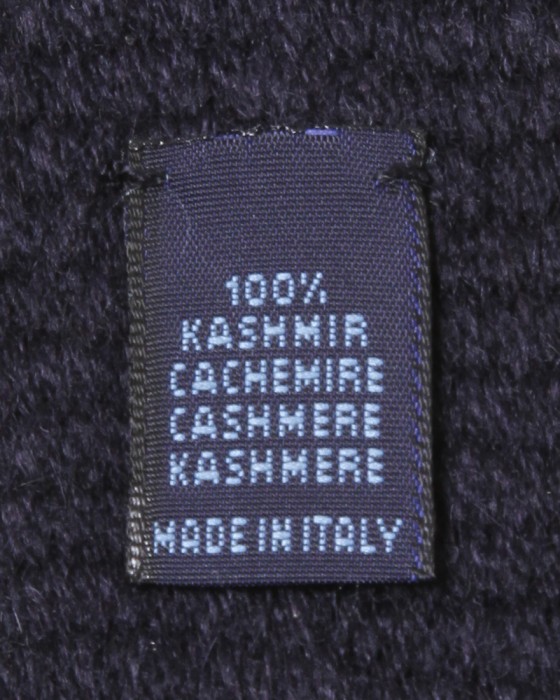 100%
KASHMIR
CACHEMIRE
CASHMERE
KASHMERE
MADE IN ITALY